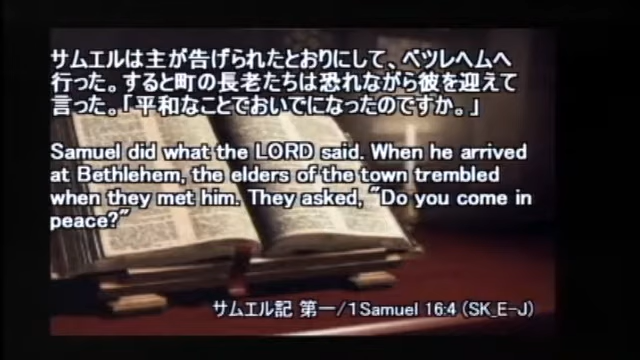 サムエルは主が告げられたとおりにして、ベツレヘムへ
行った。すると町の長老たちは恐れながら彼を迎えて
言った。「平和なことでおいでになったのですか。」
Samuel did what the LORD said. When he arrived
at Bethlehem, the elders of the town trembled
when they met him. They asked, "Do you come in
peace?"
サムエル記 第一/1Samuel 16:4 (SK_E-J)